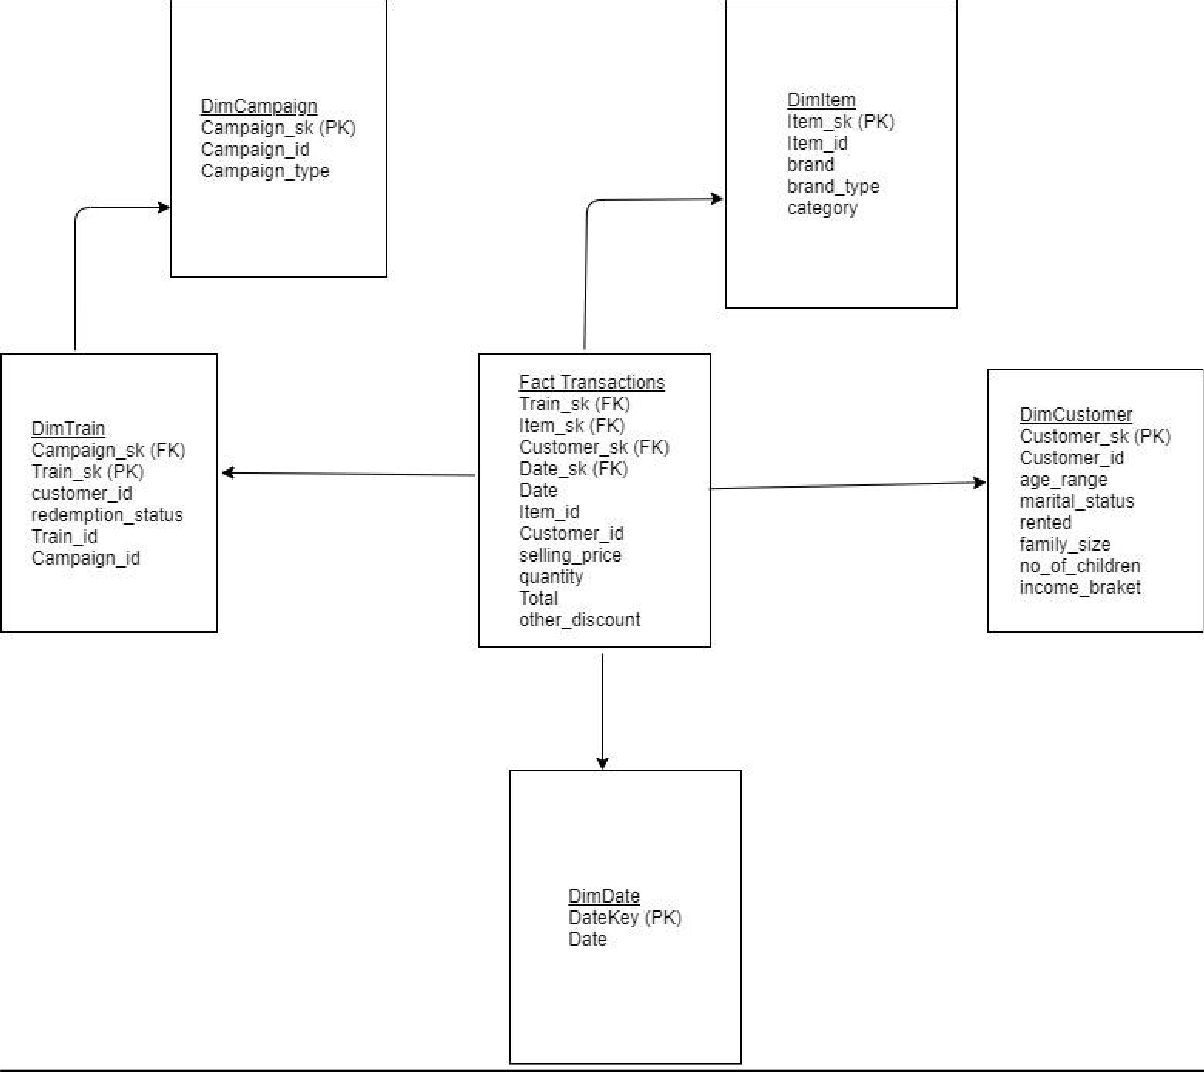 DimCampaign
Campaign_sk (PK)
Campaign_id
Campaign_type
DimItem
Item_sk (PK)
Item_id
brand
brand_type
category
DimTrain
Campaign_sk (FK)
Train_sk (PK)
customer_id
redemption_status
Train_id
Campaign_id
Fact Transactions
Train_sk (FK)
Item_sk (FK)
Customer_sk (FK)
Date_sk (FK)
Date
Item_id
Customer_id
selling_price
quantity
Total
other_discount
DimCustomer
Customer_sk (PK)
Customer_id
age_range
marital_status
rented
family_size
no_of_children
income_braket
DimDate
DateKey (PK)
Date